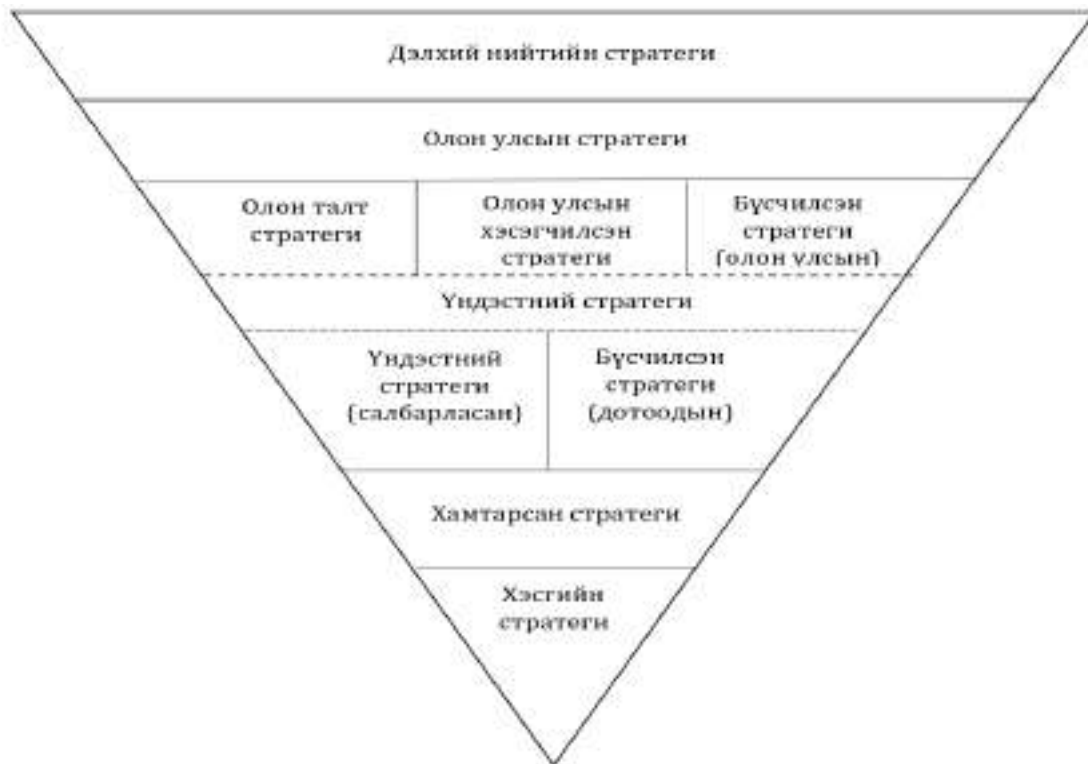 Дэлхий нийтийн стратеги
Олон улсын стратеги
Олон талт
стратеги
Олон улсын
хэсэгчилсэн
стратеги
Бүсчилсэн
стратеги
(олон улсын)
Үндэстний стратеги
Үндэстний
стратеги
(салбарласан)
Бүсчилсэн
стратеги
(дотоодын)
Хамтарсан стратеги
Хэсгийн
стратеги